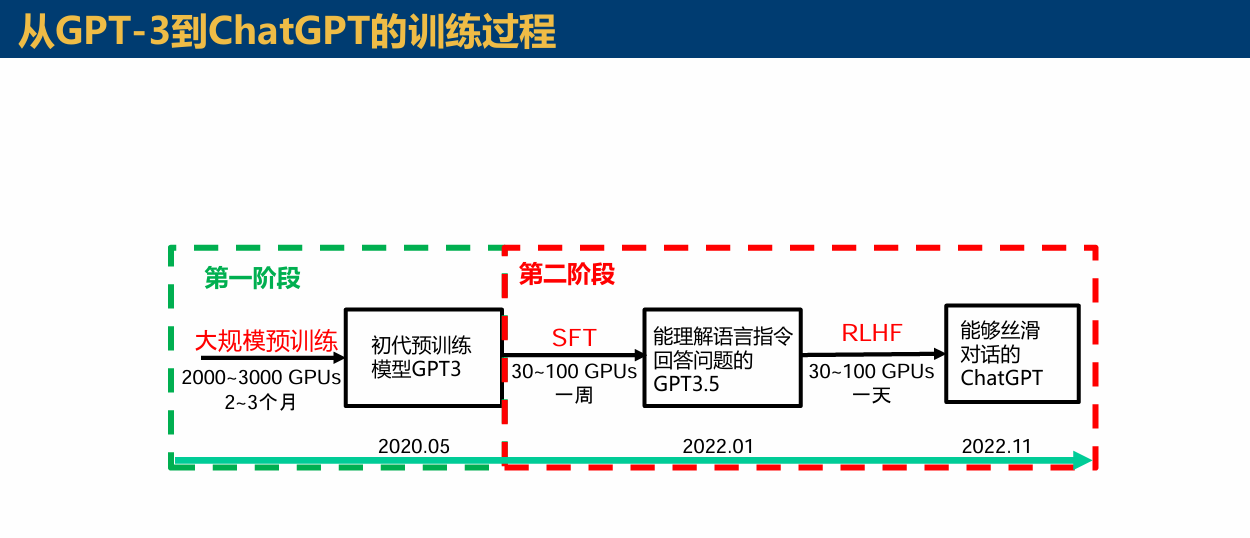 从GPT-3到ChatGPT的训练过程
第一阶段
大规模预训练
2000~3000 GPUs
2~3个月
初代预训练
模型GPT3
2020.05
第二阶段
SFT
30~100 GPUs
一周
能理解语言指令
回答问题的
GPT3.5
2022.01
RLHF
30~100 GPUs
一天
能够丝滑
对话的
ChatGPT
2022.11